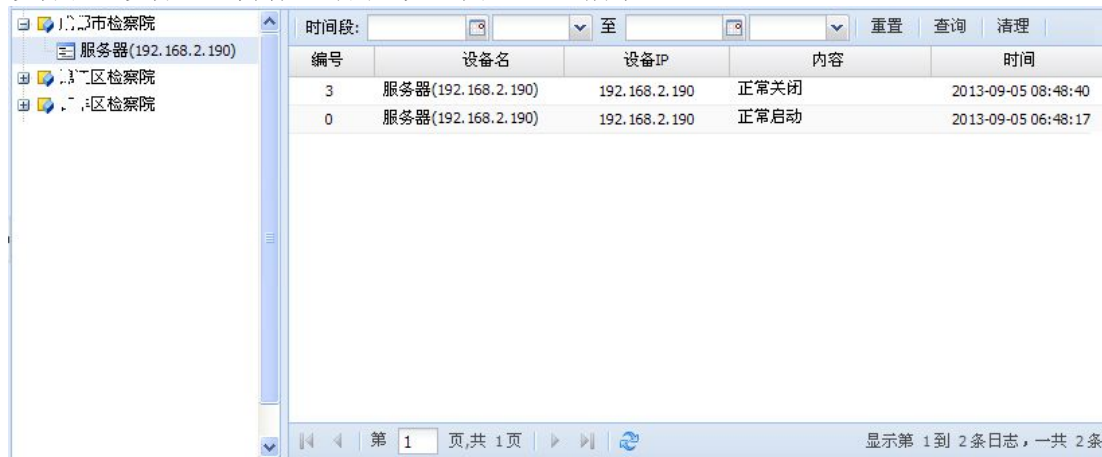 市检察院
服务器(192.168.2.190)
区检察院
区检察院
时间段: 至 重置 查询 清理
编号 设备名 设备IP 内容 时间
3 服务器(192.168.2.190) 192.168.2.190 正常关闭 2013-09-05 08:48:40
0 服务器(192.168.2.190) 192.168.2.190 正常启动 2013-09-05 06:48:17
第 1 页,共 1页 显示第 1到 2条日志，一共 2条